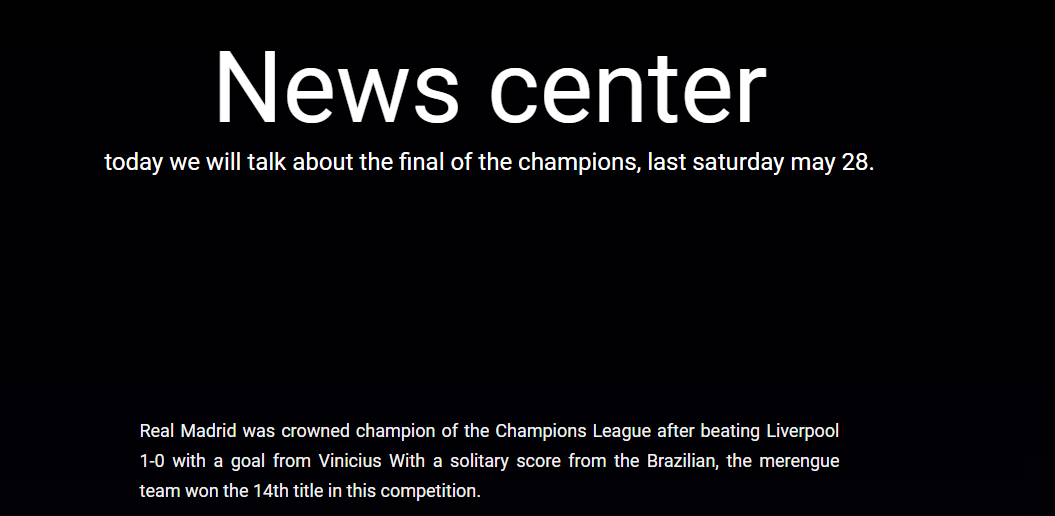 News center
today we will talk about the final of the champions, last saturday may 28.
Real Madrid was crowned champion of the Champions League after beating Liverpool
1-0 with a goal from Vinicius With a solitary score from the Brazilian, the merengue
team won the 14th title in this competition.